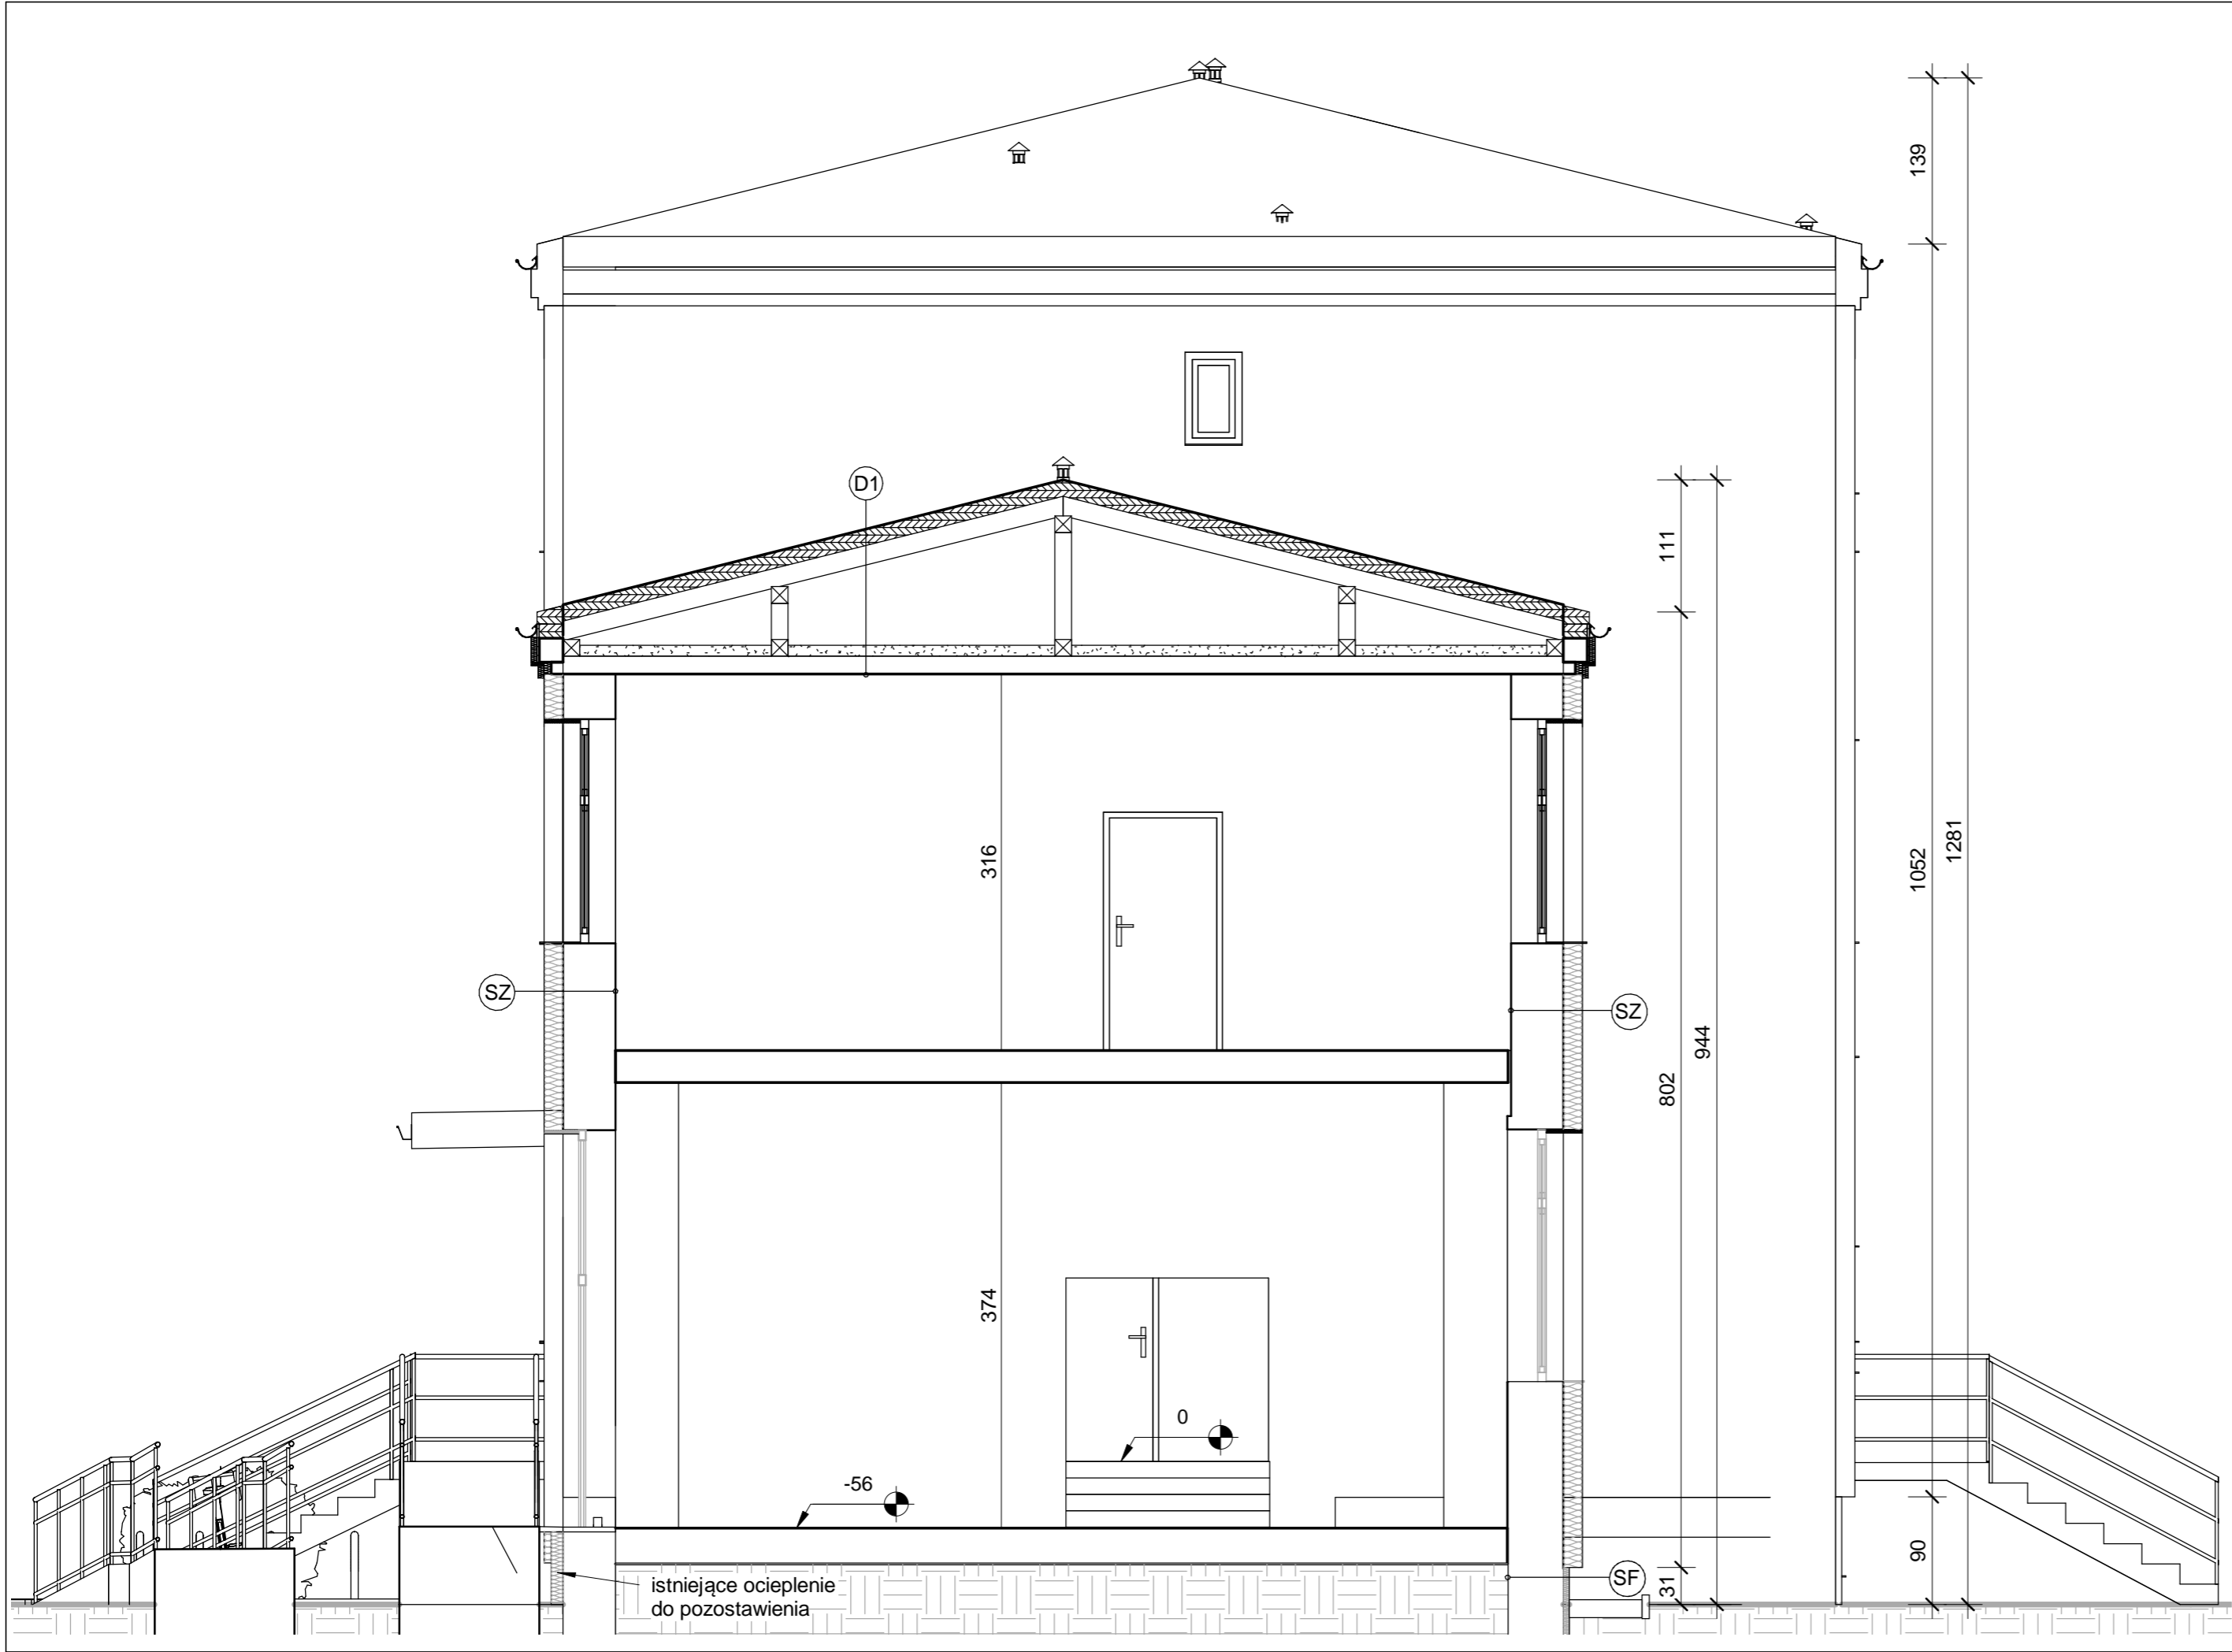 139
D1
111
316
1052
1281
SZ
SZ
944
802
374
0
-56
istniejące ocieplenie
do pozostawienia
SF
31
90